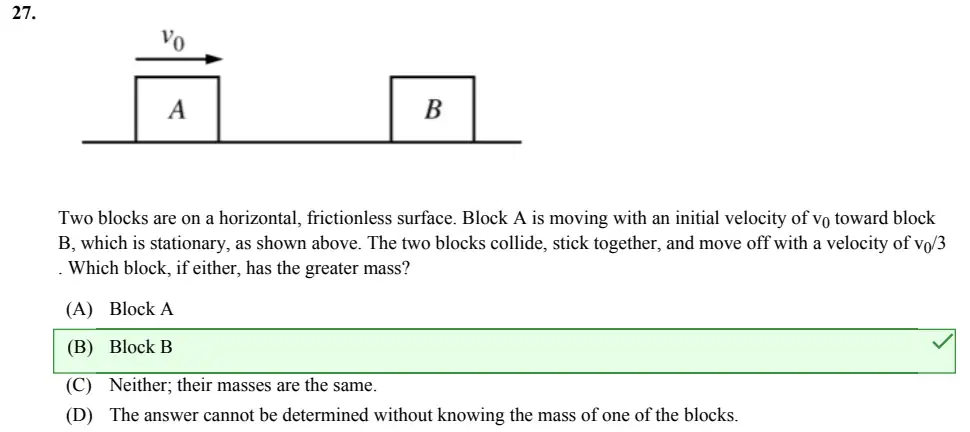 27.
v0
A
B
Two blocks are on a horizontal, frictionless surface. Block A is moving with an initial velocity of v0 toward block
B, which is stationary, as shown above. The two blocks collide, stick together, and move off with a velocity of v0/3
. Which block, if either, has the greater mass?
(A) Block A
(B) Block B
(C) Neither; their masses are the same.
(D) The answer cannot be determined without knowing the mass of one of the blocks.